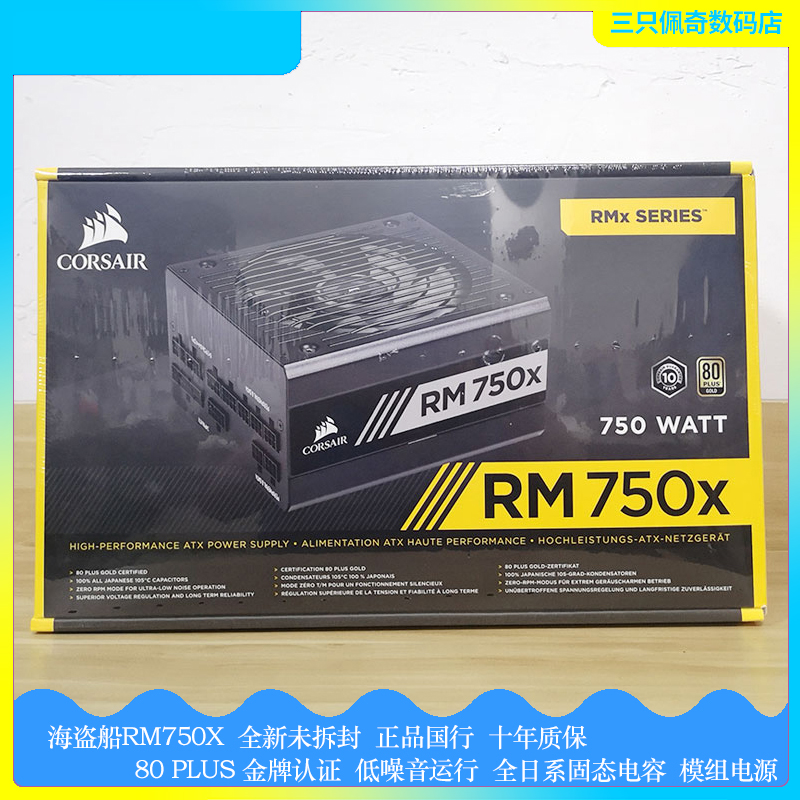 三只佩奇数码店
CORSAIR
RMx SERIES™
RM 750x
CORSAIR
10
YEARS
80
PLUS
GOLD
750 WATT
RM 750x
HIGH-PERFORMANCE ATX POWER SUPPLY • ALIMENTATION ATX HAUTE PERFORMANCE • HOCHLEISTUNGS-ATX-NETZGERÄT
> 80 PLUS GOLD CERTIFIED
> 100% ALL JAPANESE 105°C CAPACITORS
> ZERO RPM MODE FOR ULTRA-LOW NOISE OPERATION
> SUPERIOR VOLTAGE REGULATION AND LONG TERM RELIABILITY
> CERTIFICATION 80 PLUS GOLD
> CONDENSATEURS 105°C 100 % JAPONAIS
> MODE ZÉRO T/M POUR UN FONCTIONNEMENT SILENCIEUX
> RÉGULATION SUPÉRIEURE DE LA TENSION ET FIABILITÉ À LONG TERME
> 80 PLUS GOLD-ZERTIFIKAT
> 100% JAPANISCHE 105-GRAD-KONDENSATOREN
> ZERO-RPM-MODUS FÜR EXTREM GERÄUSCHARMEN BETRIEB
> UNÜBERTROFFENE SPANNUNGSREGELUNG UND LANGFRISTIGE ZUVERLÄSSIGKEIT
海盗船RM750X 全新未拆封 正品国行 十年质保
80 PLUS 金牌认证 低噪音运行 全日系固态电容 模组电源